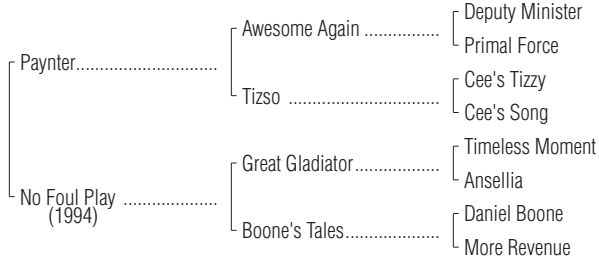 Deputy Minister
Awesome Again ................
Primal Force
Paynter..............................
Cee's Tizzy
Tizso ................................
Cee's Song
Timeless Moment
Great Gladiator..................
Ansellia
No Foul Play ....................
(1994)
Daniel Boone
Boone's Tales....................
More Revenue